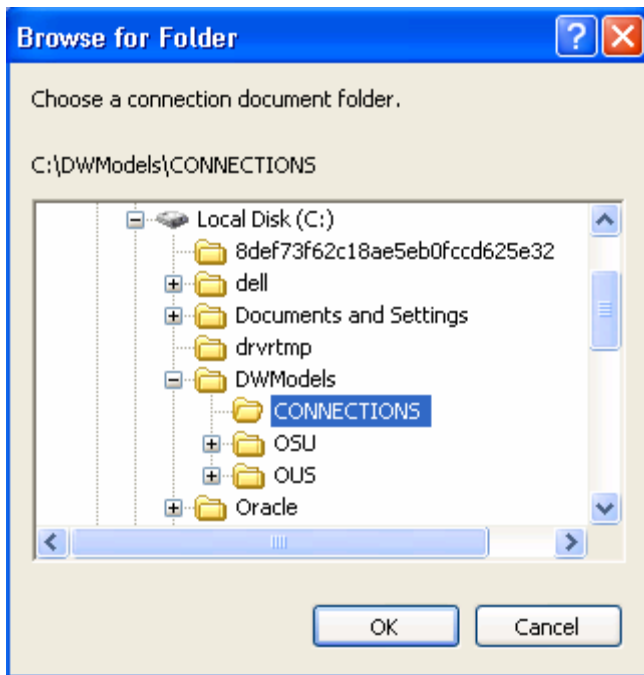 Browse for Folder
Choose a connection document folder.
C:\DWModels\CONNECTIONS
Local Disk (C:)
8def73f62c18ae5eb0fccd625e32
dell
Documents and Settings
drvrtmp
DWModels
CONNECTIONS
OSU
OUS
Oracle
OK
Cancel